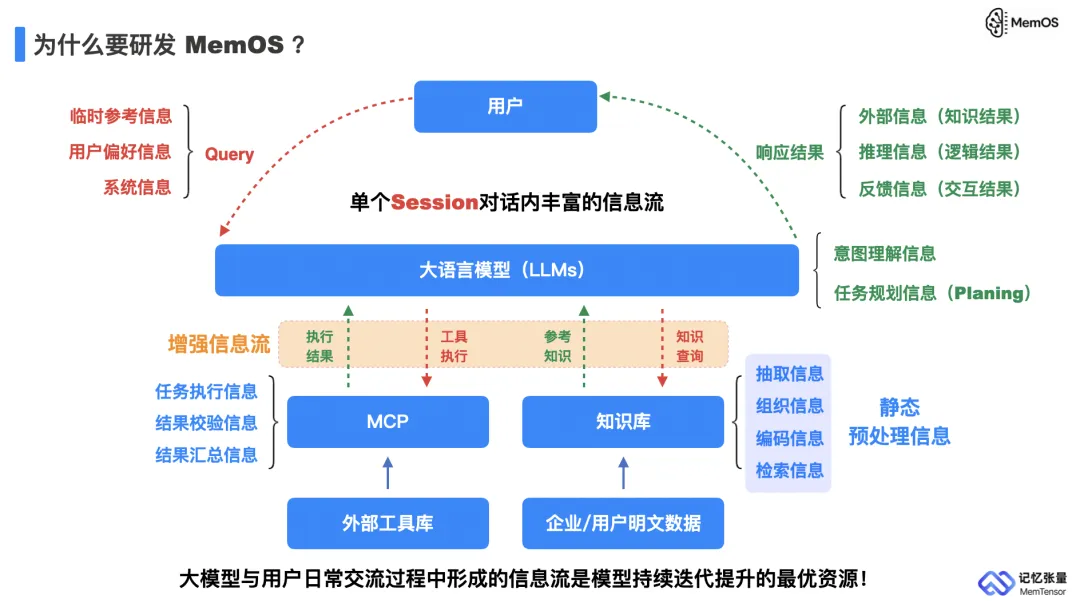 为什么要研发 MemOS ？
MemOS
用户
临时参考信息
用户偏好信息
系统信息
Query
响应结果
外部信息（知识结果）
推理信息（逻辑结果）
反馈信息（交互结果）
单个Session对话内丰富的信息流
大语言模型（LLMs）
意图理解信息
任务规划信息（Planing）
增强信息流
执行
结果
工具
执行
参考
知识
知识
查询
任务执行信息
结果校验信息
结果汇总信息
MCP
知识库
抽取信息
组织信息
编码信息
检索信息
静态
预处理信息
外部工具库
企业/用户明文数据
大模型与用户日常交流过程中形成的信息流是模型持续迭代提升的最优资源！
记忆张量
MemTensor